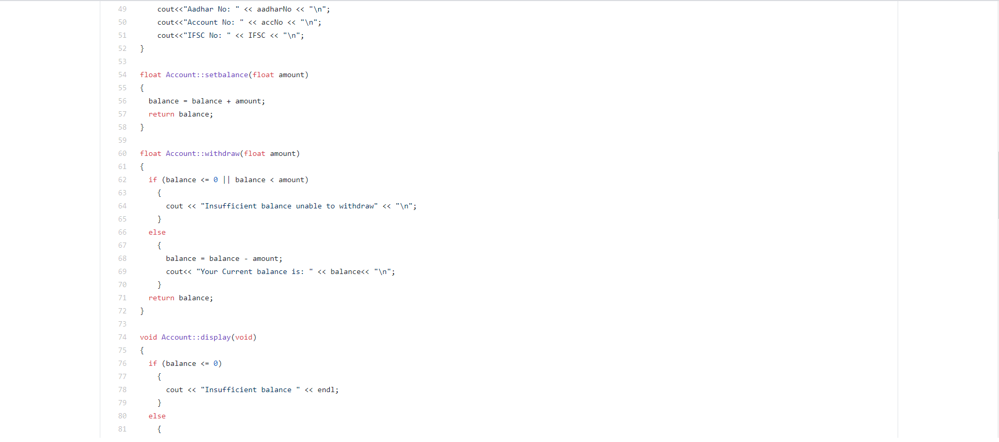 49 cout<<"Aadhar No: " << aadharNo << "\n";
50 cout<<"Account No: " << accNo << "\n";
51 cout<<"IFSC No: " << IFSC << "\n";
52 }
53
54 float Account::setbalance(float amount)
55 {
56 balance = balance + amount;
57 return balance;
58 }
59
60 float Account::withdraw(float amount)
61 {
62 if (balance <= 0 || balance < amount)
63 {
64 cout << "Insufficient balance unable to withdraw" << "\n";
65 }
66 else
67 {
68 balance = balance - amount;
69 cout<< "Your Current balance is: " << balance<< "\n";
70 }
71 return balance;
72 }
73
74 void Account::display(void)
75 {
76 if (balance <= 0)
77 {
78 cout << "Insufficient balance " << endl;
79 }
80 else
81 {